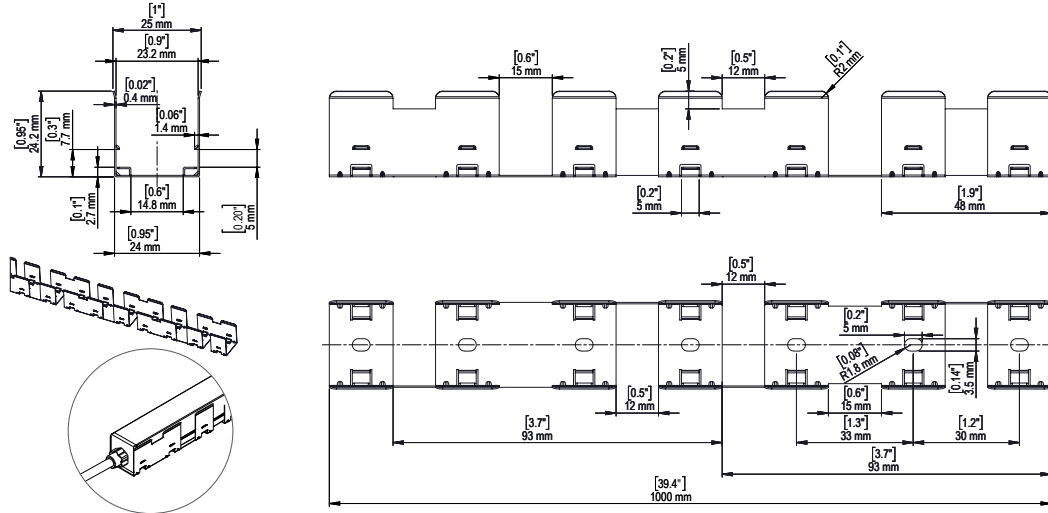 [1"]
25 mm
[0.9"]
23.2 mm
[0.02"]
0.4 mm
[0.06"]
1.4 mm
[0.95"]
24.2 mm
[0.3"]
7.7 mm
[0.1"]
2.7 mm
[0.6"]
14.8 mm
[0.20"]
5 mm
[0.95"]
24 mm
[0.6"]
15 mm
[0.2"]
5 mm
[0.5"]
12 mm
[0.1"]
R2 mm
[0.2"]
5 mm
[1.9"]
48 mm
[0.5"]
12 mm
[0.2"]
5 mm
[0.08"]
R1.8 mm
[0.14"]
3.5 mm
[0.5"]
12 mm
[0.6"]
15 mm
[3.7"]
93 mm
[1.3"]
33 mm
[1.2"]
30 mm
[3.7"]
93 mm
[39.4"]
1000 mm